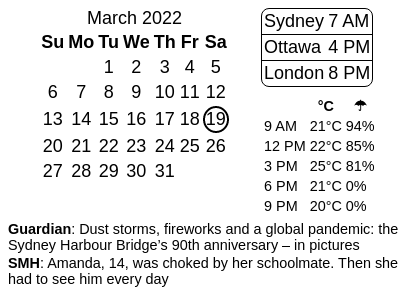 March 2022
Su Mo Tu We Th Fr Sa
1 2 3 4 5
6 7 8 9 10 11 12
13 14 15 16 17 18 19
20 21 22 23 24 25 26
27 28 29 30 31
Sydney 7 AM
Ottawa 4 PM
London 8 PM
°C ☂
9 AM 21°C 94%
12 PM 22°C 85%
3 PM 25°C 81%
6 PM 21°C 0%
9 PM 20°C 0%
Guardian: Dust storms, fireworks and a global pandemic: the
Sydney Harbour Bridge’s 90th anniversary – in pictures
SMH: Amanda, 14, was choked by her schoolmate. Then she
had to see him every day